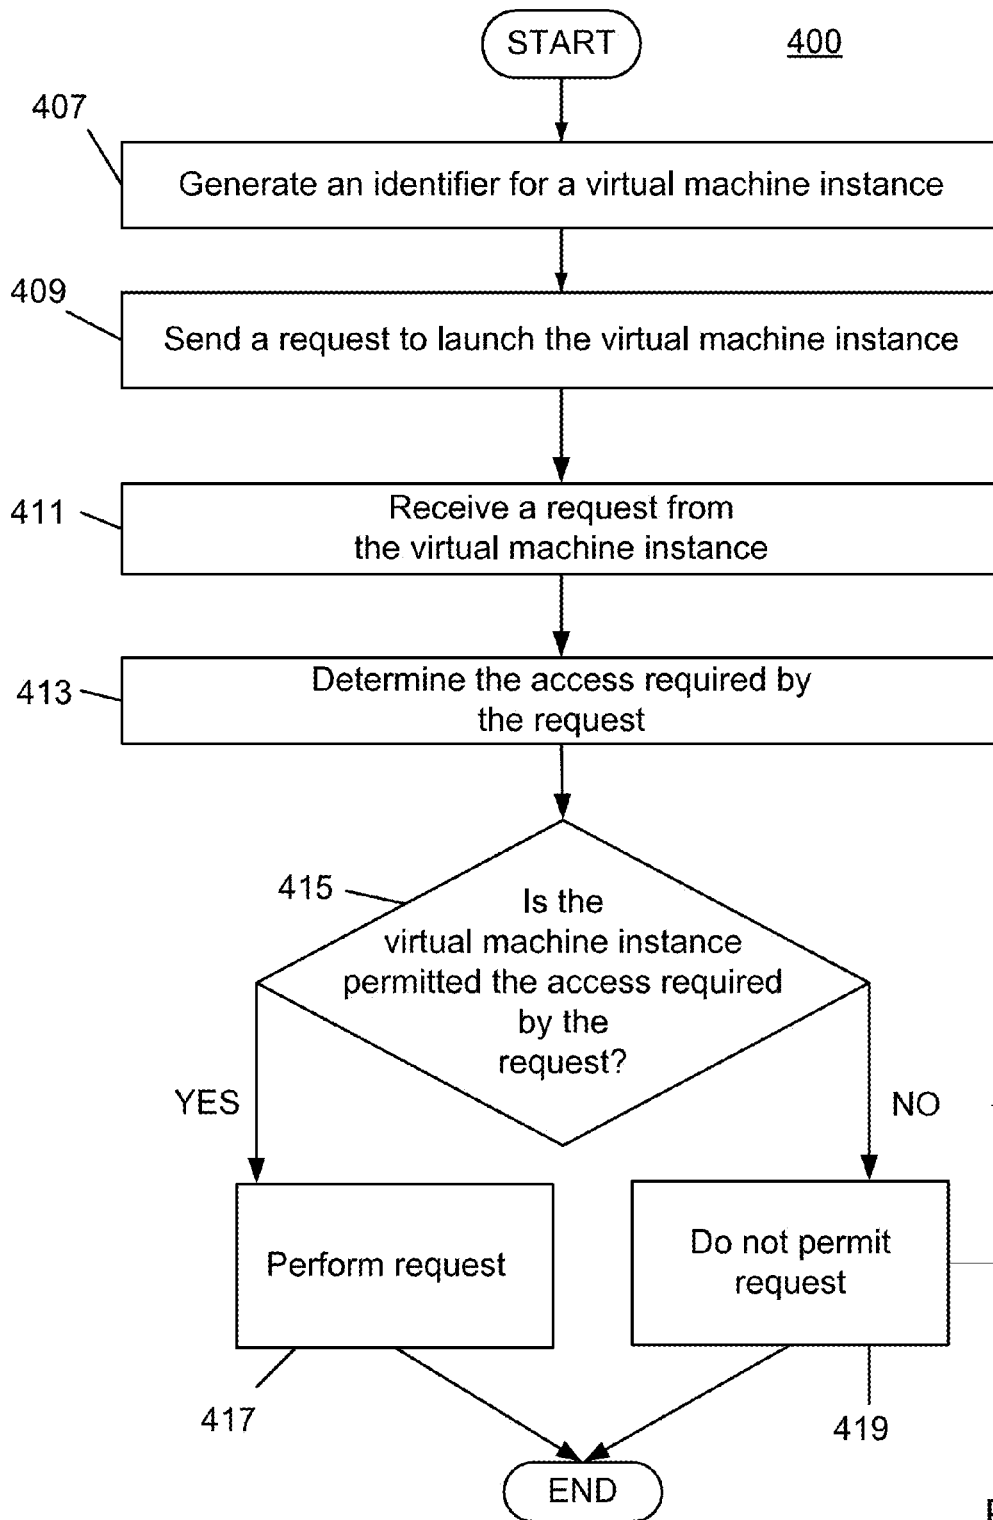 START
400
407
Generate an identifier for a virtual machine instance
409
Send a request to launch the virtual machine instance
411
Receive a request from
the virtual machine instance
413
Determine the access required by
the request
415
Is the
virtual machine instance
permitted the access required
by the
request?
YES
NO
Perform request
Do not permit
request
417
419
END